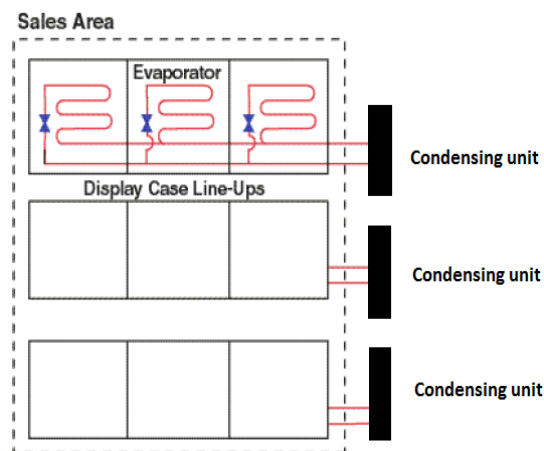 Sales Area
Evaporator
Condensing unit
Display Case Line-Ups
Condensing unit
Condensing unit